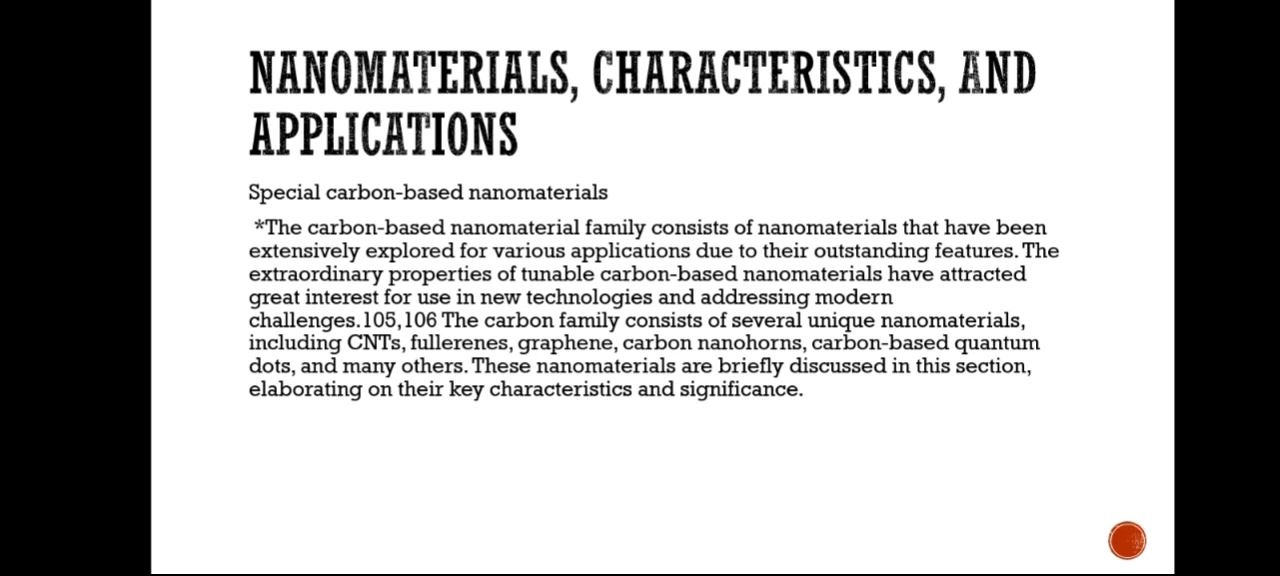 NANOMATERIALS, CHARACTERISTICS, AND
APPLICATIONS
Special carbon-based nanomaterials
*The carbon-based nanomaterial family consists of nanomaterials that have been
extensively explored for various applications due to their outstanding features. The
extraordinary properties of tunable carbon-based nanomaterials have attracted
great interest for use in new technologies and addressing modern
challenges.105,106 The carbon family consists of several unique nanomaterials,
including CNTs, fullerenes, graphene, carbon nanohorns, carbon-based quantum
dots, and many others. These nanomaterials are briefly discussed in this section,
elaborating on their key characteristics and significance.